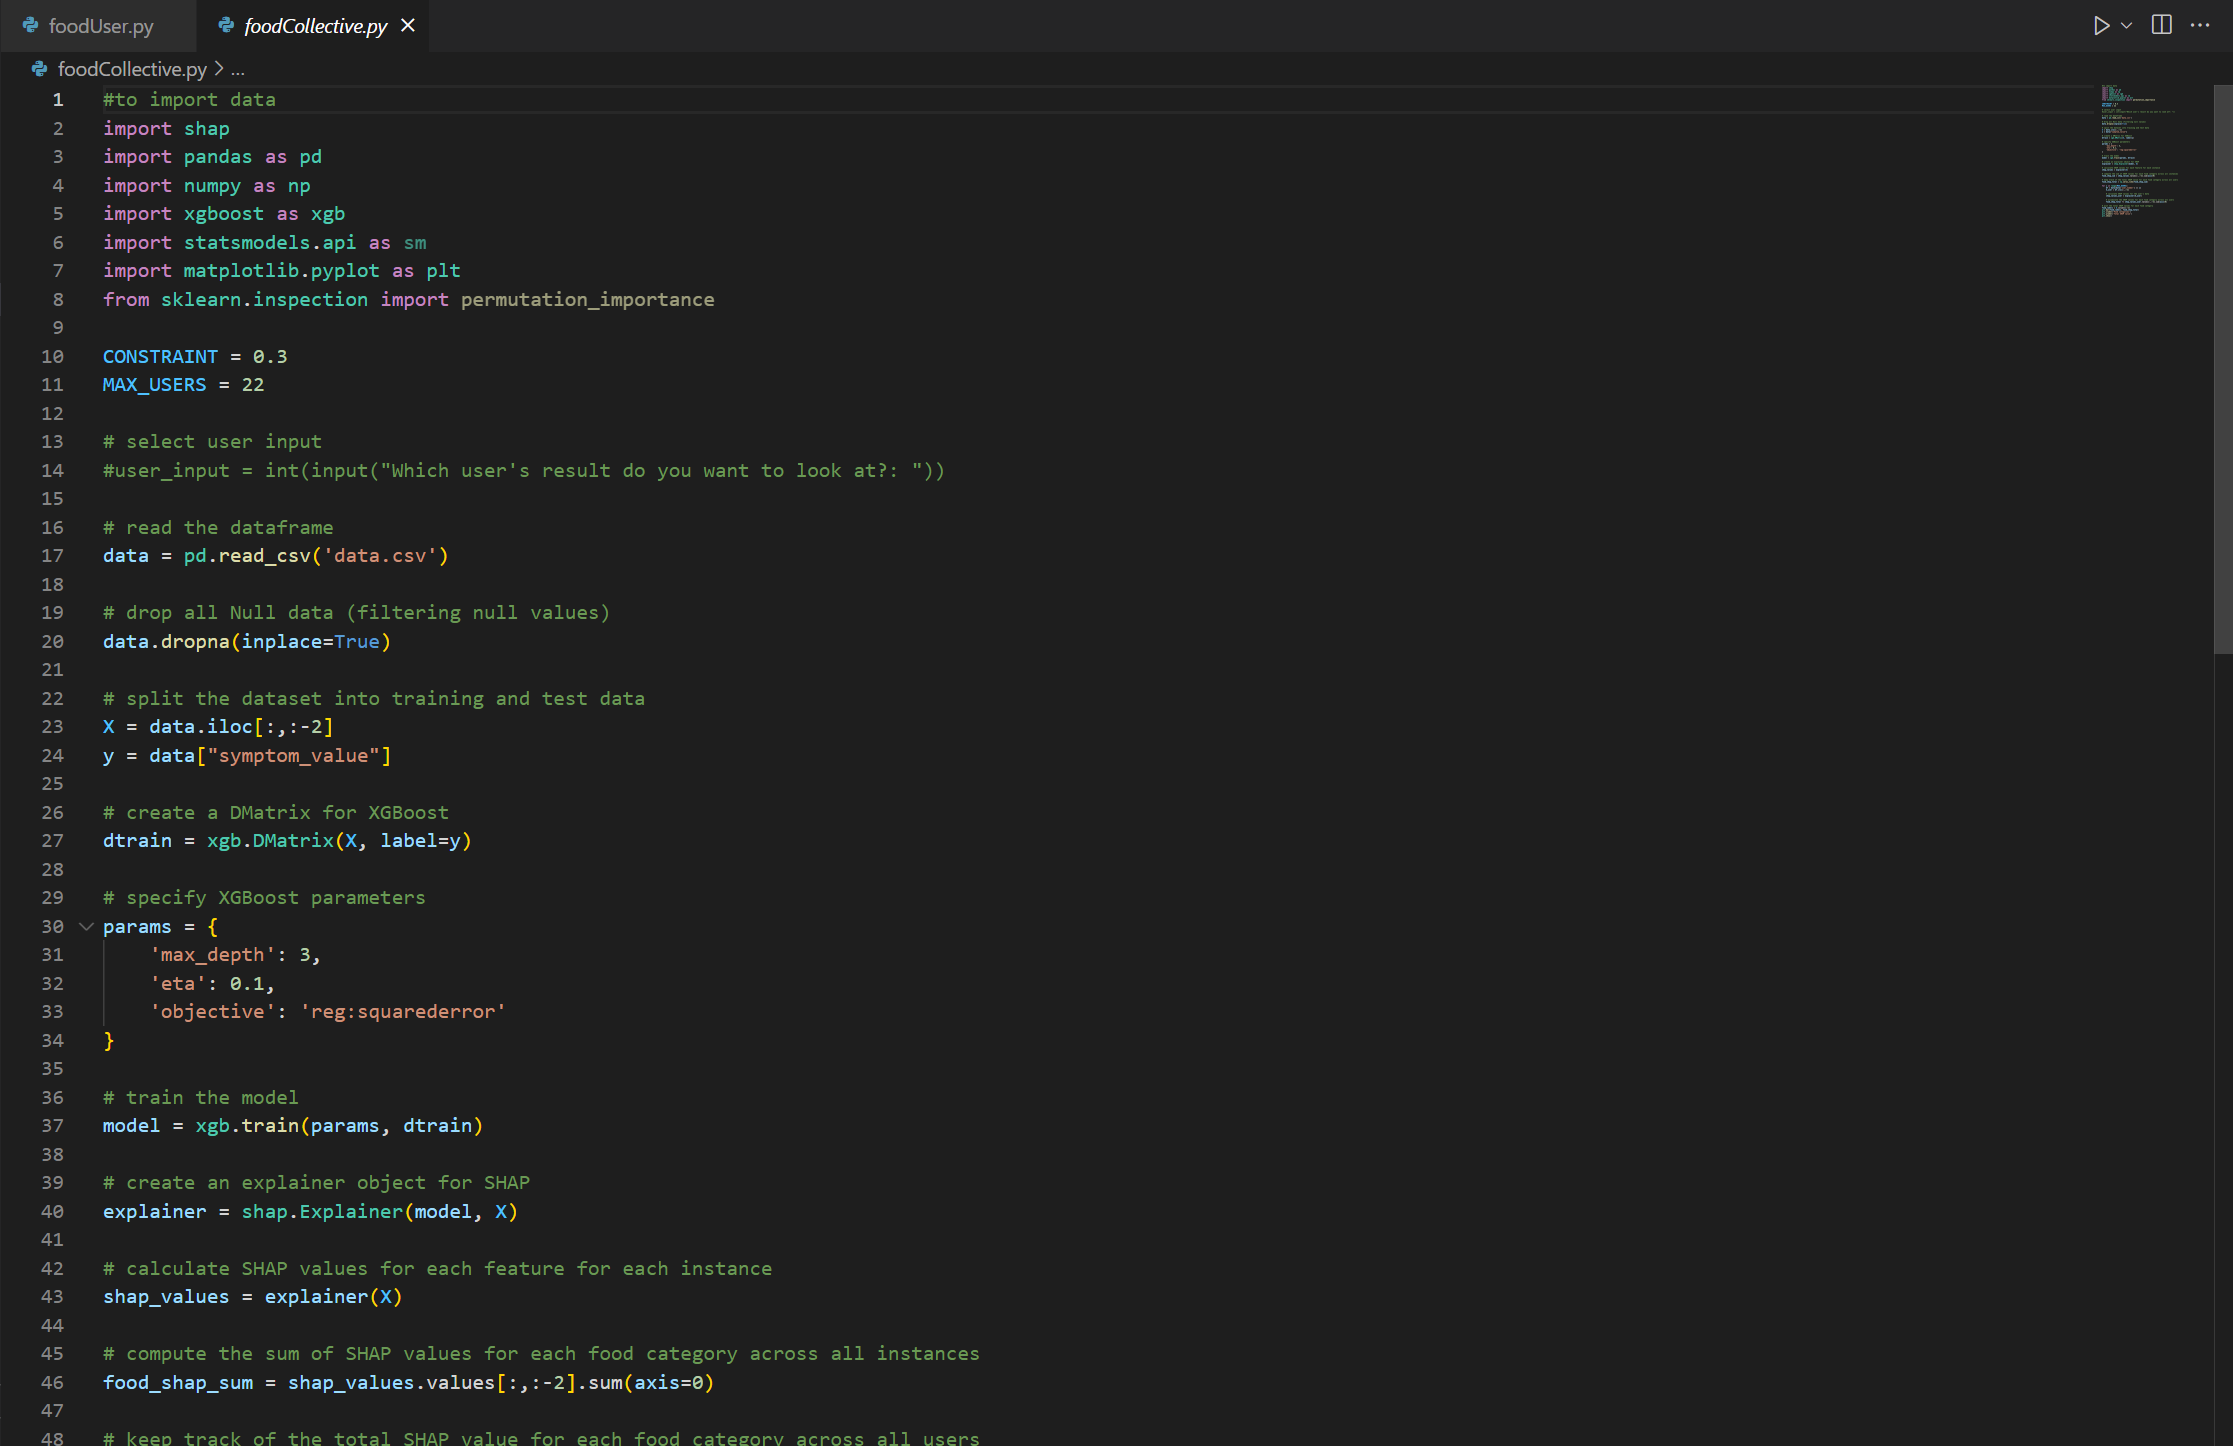 foodUser.py foodCollective.py
foodCollective.py > ...
1 #to import data
2 import shap
3 import pandas as pd
4 import numpy as np
5 import xgboost as xgb
6 import statsmodels.api as sm
7 import matplotlib.pyplot as plt
8 from sklearn.inspection import permutation_importance
9
10 CONSTRAINT = 0.3
11 MAX_USERS = 22
12
13 # select user input
14 #user_input = int(input("Which user's result do you want to look at?: "))
15
16 # read the dataframe
17 data = pd.read_csv('data.csv')
18
19 # drop all Null data (filtering null values)
20 data.dropna(inplace=True)
21
22 # split the dataset into training and test data
23 X = data.iloc[:,:-2]
24 y = data["symptom_value"]
25
26 # create a DMatrix for XGBoost
27 dtrain = xgb.DMatrix(X, label=y)
28
29 # specify XGBoost parameters
30 params = {
31     'max_depth': 3,
32     'eta': 0.1,
33     'objective': 'reg:squarederror'
34 }
35
36 # train the model
37 model = xgb.train(params, dtrain)
38
39 # create an explainer object for SHAP
40 explainer = shap.Explainer(model, X)
41
42 # calculate SHAP values for each feature for each instance
43 shap_values = explainer(X)
44
45 # compute the sum of SHAP values for each food category across all instances
46 food_shap_sum = shap_values.values[:,:-2].sum(axis=0)
47
48 # keep track of the total SHAP value for each food category across all users